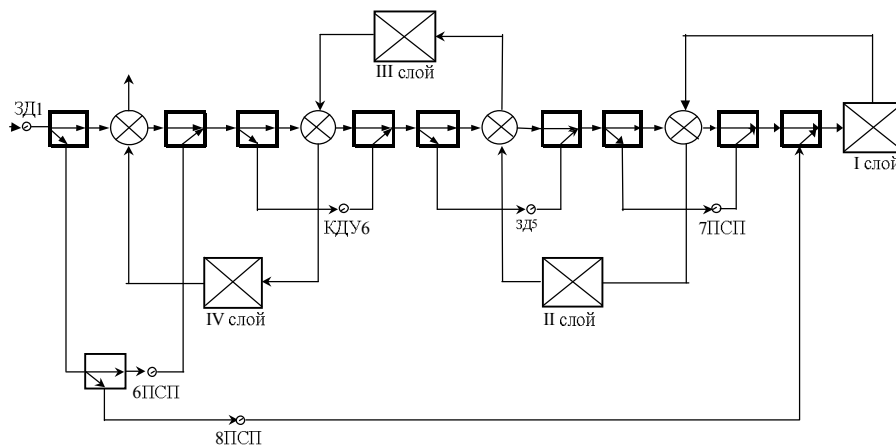 III слой
ЗД1
I слой
КДУ6
ЗД5
7ПСП
IV слой
II слой
6ПСП
8ПСП